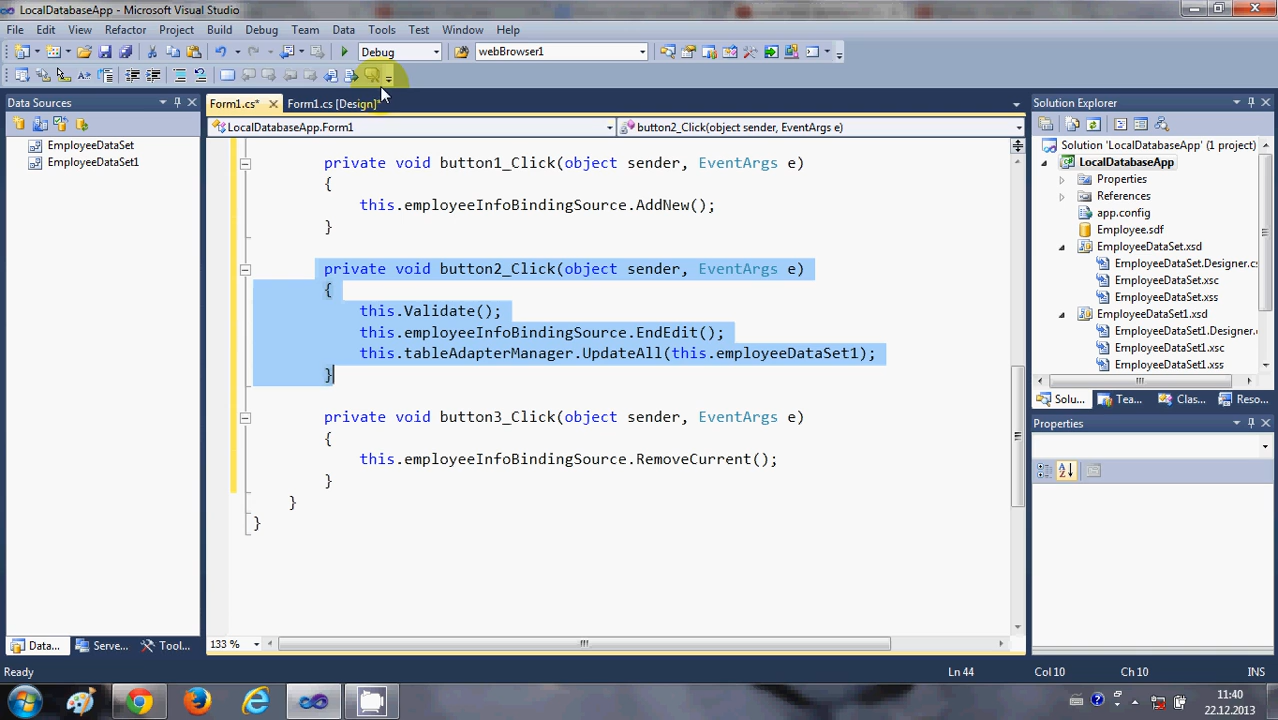 LocalDatabaseApp - Microsoft Visual Studio
File Edit View Refactor Project Build Debug Team Data Tools Test Window Help
Debug webBrowser1
Data Sources
Form1.cs* Form1.cs [Design]*
Solution Explorer
LocalDatabaseApp.Form1 button2_Click(object sender, EventArgs e)
EmployeeDataSet
EmployeeDataSet1
private void button1_Click(object sender, EventArgs e)
{
this.employeeInfoBindingSource.AddNew();
}
private void button2_Click(object sender, EventArgs e)
{
this.Validate();
this.employeeInfoBindingSource.EndEdit();
this.tableAdapterManager.UpdateAll(this.employeeDataSet1);
}
private void button3_Click(object sender, EventArgs e)
{
this.employeeInfoBindingSource.RemoveCurrent();
}
}
}
Solution 'LocalDatabaseApp' (1 project)
LocalDatabaseApp
Properties
References
app.config
Employee.sdf
EmployeeDataSet.xsd
EmployeeDataSet.Designer.c
EmployeeDataSet.xsc
EmployeeDataSet.xss
EmployeeDataSet1.xsd
EmployeeDataSet1.Designer.
EmployeeDataSet1.xsc
EmployeeDataSet1.xss
Solu... Tea... Clas... Reso...
Properties
Data... Serve... Tool...
133 %
Ready Ln 44 Col 10 Ch 10 INS
11:40
22.12.2013